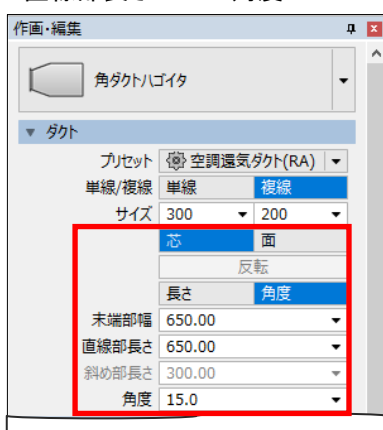 作画・編集
角ダクトハゴイタ
ダクト
プリセット 空調還気ダクト(RA)
単線/複線 単線 複線
サイズ 300 200
芯 面
反転
長さ 角度
末端部幅 650.00
直線部長さ 650.00
斜め部長さ 300.00
角度 15.0